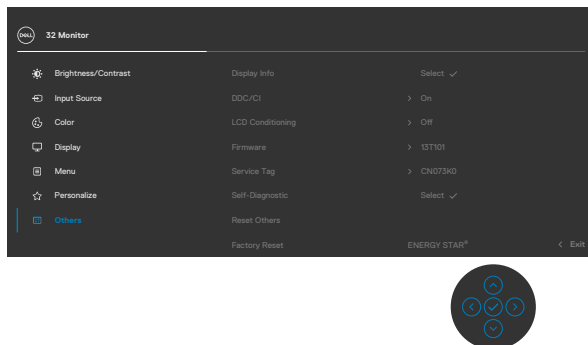 DELL 32 Monitor
Brightness/Contrast Display Info Select ✓
Input Source DDC/CI > On
Color LCD Conditioning > Off
Display Firmware > 13T101
Menu Service Tag > CN073K0
Personalize Self-Diagnostic Select ✓
Others Reset Others
Factory Reset ENERGY STAR® < Exit